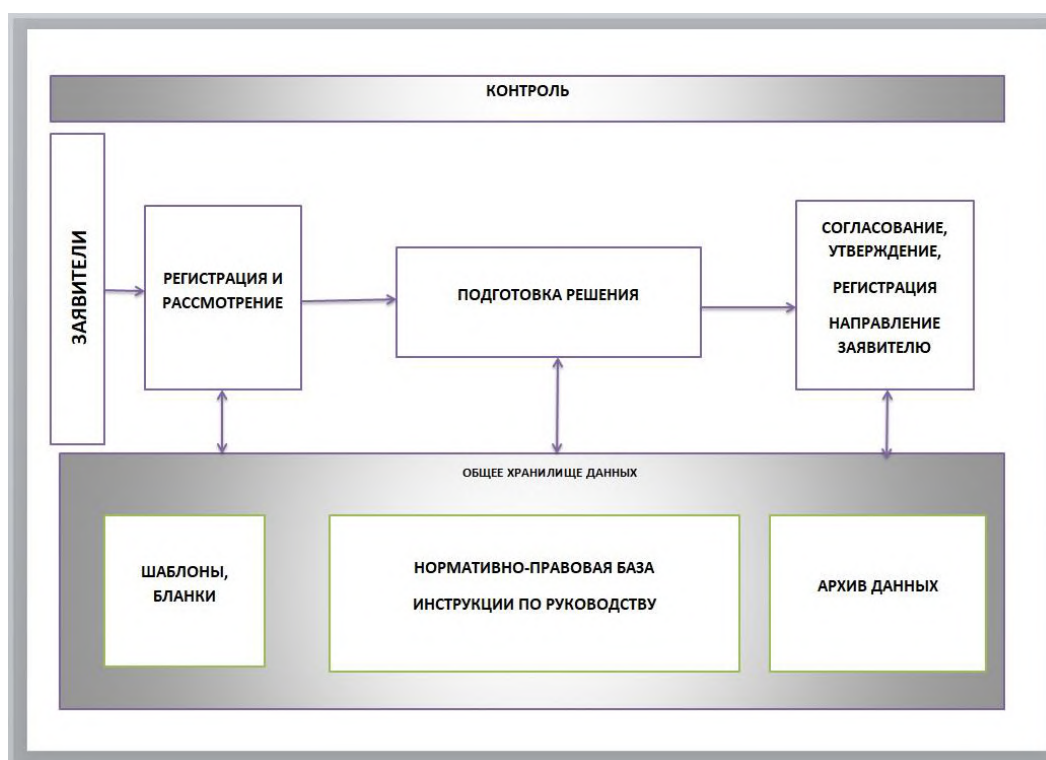 КОНТРОЛЬ
ЗАЯВИТЕЛИ
РЕГИСТРАЦИЯ И
РАССМОТРЕНИЕ
ПОДГОТОВКА РЕШЕНИЯ
СОГЛАСОВАНИЕ,
УТВЕРЖДЕНИЕ,
РЕГИСТРАЦИЯ
НАПРАВЛЕНИЕ
ЗАЯВИТЕЛЮ
ОБЩЕЕ ХРАНИЛИЩЕ ДАННЫХ
ШАБЛОНЫ,
БЛАНКИ
НОРМАТИВНО-ПРАВОВАЯ БАЗА
ИНСТРУКЦИИ ПО РУКОВОДСТВУ
АРХИВ ДАННЫХ